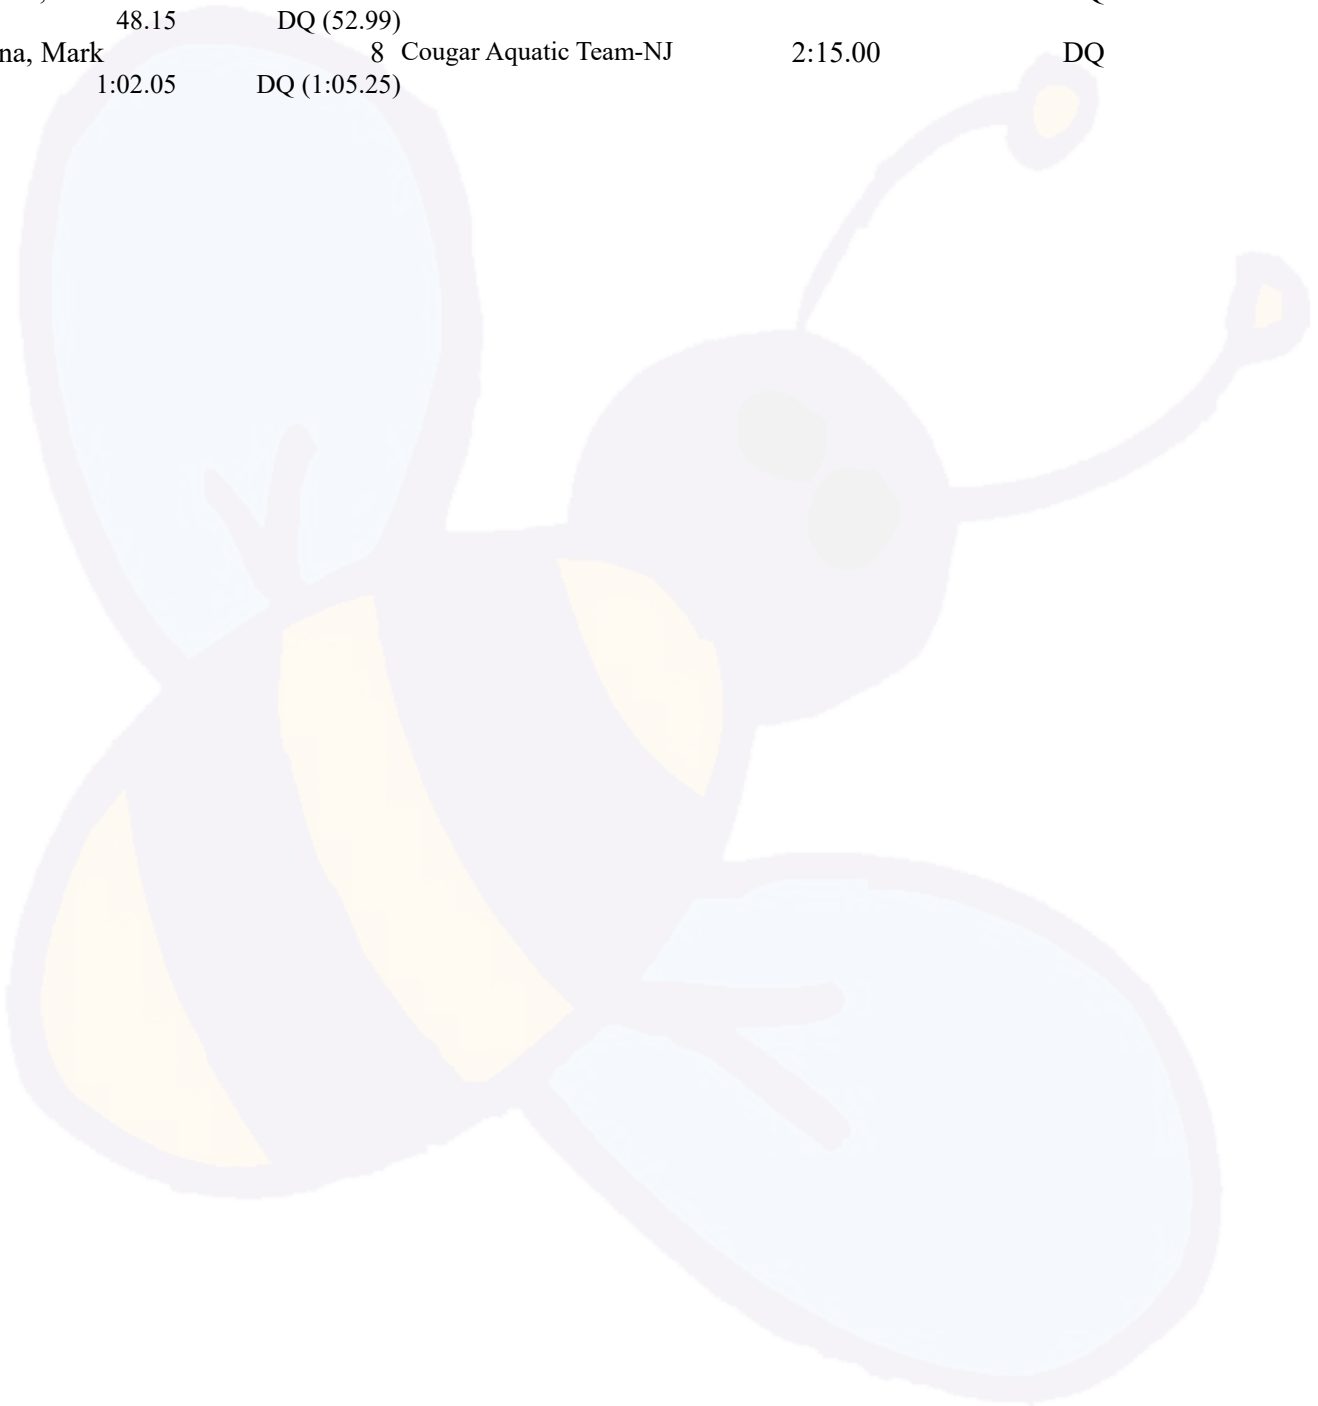 48.15 DQ (52.99)
na, Mark 8 Cougar Aquatic Team-NJ 2:15.00 DQ
1:02.05 DQ (1:05.25)